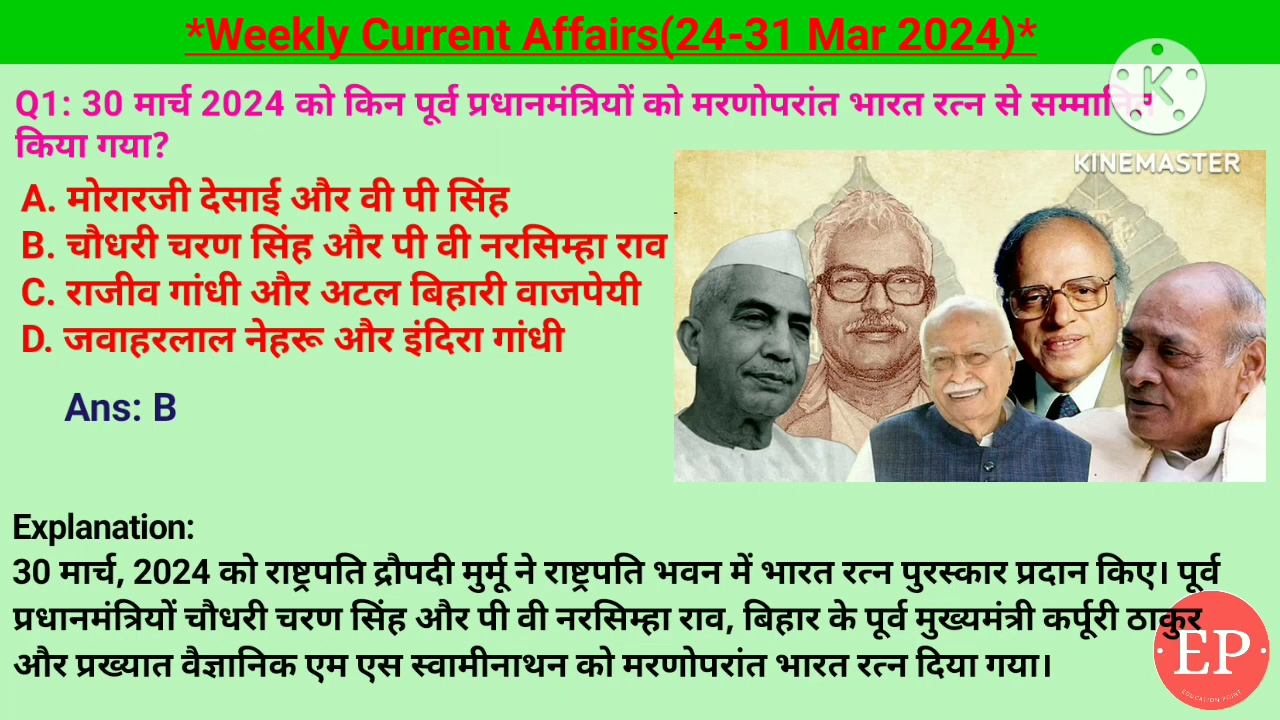 *Weekly Current Affairs(24-31 Mar 2024)*
Q1: 30 मार्च 2024 को किन पूर्व प्रधानमंत्रियों को मरणोपरांत भारत रत्न से सम्मानित
किया गया?
A. मोरारजी देसाई और वी पी सिंह
B. चौधरी चरण सिंह और पी वी नरसिम्हा राव
C. राजीव गांधी और अटल बिहारी वाजपेयी
D. जवाहरलाल नेहरू और इंदिरा गांधी
Ans: B
K
KINEMASTER
Explanation:
30 मार्च, 2024 को राष्ट्रपति द्रौपदी मुर्मू ने राष्ट्रपति भवन में भारत रत्न पुरस्कार प्रदान किए। पूर्व
प्रधानमंत्रियों चौधरी चरण सिंह और पी वी नरसिम्हा राव, बिहार के पूर्व मुख्यमंत्री कर्पूरी ठाकुर
और प्रख्यात वैज्ञानिक एम एस स्वामीनाथन को मरणोपरांत भारत रत्न दिया गया।
EP
EDUCATION POINT